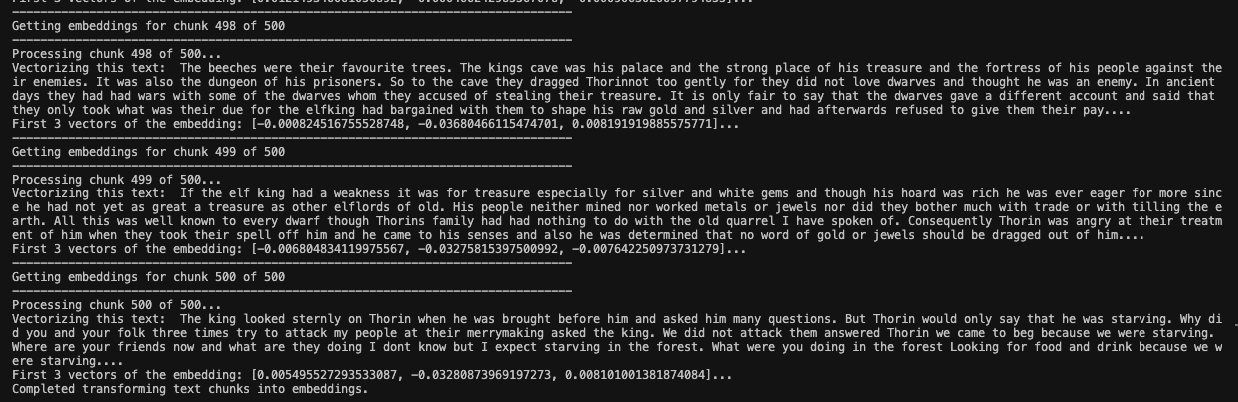 Getting embeddings for chunk 498 of 500
--------------------------------------------------------------------------------
Processing chunk 498 of 500...
Vectorizing this text:  The beeches were their favourite trees. The kings cave was his palace and the strong place of his treasure and the fortress of his people against the
ir enemies. It was also the dungeon of his prisoners. So to the cave they dragged Thorinnot too gently for they did not love dwarves and thought he was an enemy. In ancient
days they had had wars with some of the dwarves whom they accused of stealing their treasure. It is only fair to say that the dwarves gave a different account and said that
they only took what was their due for the elfking had bargained with them to shape his raw gold and silver and had afterwards refused to give them their pay....
First 3 vectors of the embedding: [-0.000824516755528748, -0.03680466115474701, 0.008191919885575771]...
--------------------------------------------------------------------------------
Getting embeddings for chunk 499 of 500
--------------------------------------------------------------------------------
Processing chunk 499 of 500...
Vectorizing this text:  If the elf king had a weakness it was for treasure especially for silver and white gems and though his hoard was rich he was ever eager for more sinc
e he had not yet as great a treasure as other elflords of old. His people neither mined nor worked metals or jewels nor did they bother much with trade or with tilling the e
arth. All this was well known to every dwarf though Thorins family had had nothing to do with the old quarrel I have spoken of. Consequently Thorin was angry at their treatm
ent of him when they took their spell off him and he came to his senses and also he was determined that no word of gold or jewels should be dragged out of him....
First 3 vectors of the embedding: [-0.006804834119975567, -0.03275815397500992, -0.007642250973731279]...
--------------------------------------------------------------------------------
Getting embeddings for chunk 500 of 500
--------------------------------------------------------------------------------
Processing chunk 500 of 500...
Vectorizing this text:  The king looked sternly on Thorin when he was brought before him and asked him many questions. But Thorin would only say that he was starving. Why di
d you and your folk three times try to attack my people at their merrymaking asked the king. We did not attack them answered Thorin we came to beg because we were starving.
Where are your friends now and what are they doing I dont know but I expect starving in the forest. What were you doing in the forest Looking for food and drink because we w
ere starving....
First 3 vectors of the embedding: [0.005495527293533087, -0.03280873969197273, 0.008101001381874084]...
Completed transforming text chunks into embeddings.